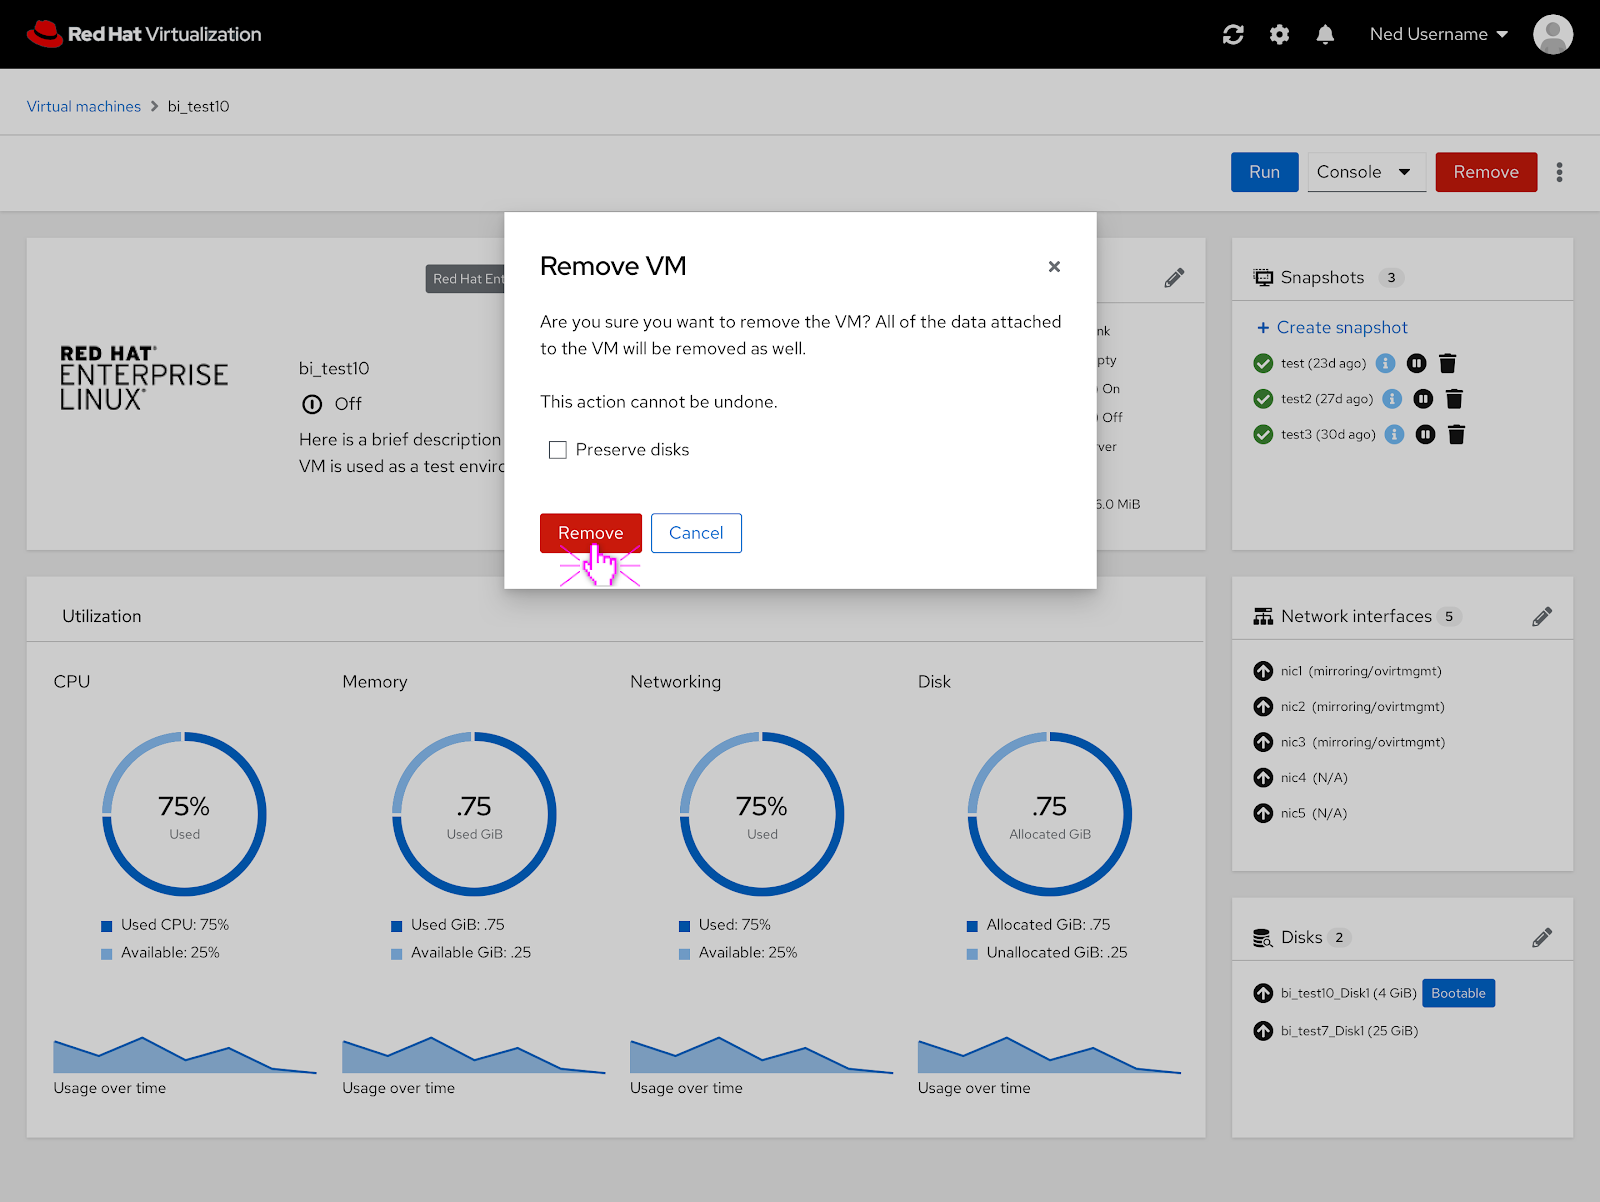 Red Hat Virtualization
Ned Username
Virtual machines > bi_test10
Run
Console
Remove
Red Hat Ent
RED HAT®
ENTERPRISE
LINUX®
bi_test10
Off
Here is a brief description
VM is used as a test enviro
Remove VM
×
Are you sure you want to remove the VM? All of the data attached
to the VM will be removed as well.
This action cannot be undone.
Preserve disks
Remove
Cancel
nk
pty
On
Off
ver
6.0 MiB
Snapshots 3
+ Create snapshot
test (23d ago)
test2 (27d ago)
test3 (30d ago)
Utilization
CPU
75%
Used
Used CPU: 75%
Available: 25%
Usage over time
Memory
.75
Used GiB
Used GiB: .75
Available GiB: .25
Usage over time
Networking
75%
Used
Used: 75%
Available: 25%
Usage over time
Disk
.75
Allocated GiB
Allocated GiB: .75
Unallocated GiB: .25
Usage over time
Network interfaces 5
nic1 (mirroring/ovirtmgmt)
nic2 (mirroring/ovirtmgmt)
nic3 (mirroring/ovirtmgmt)
nic4 (N/A)
nic5 (N/A)
Disks 2
bi_test10_Disk1 (4 GiB) Bootable
bi_test7_Disk1 (25 GiB)